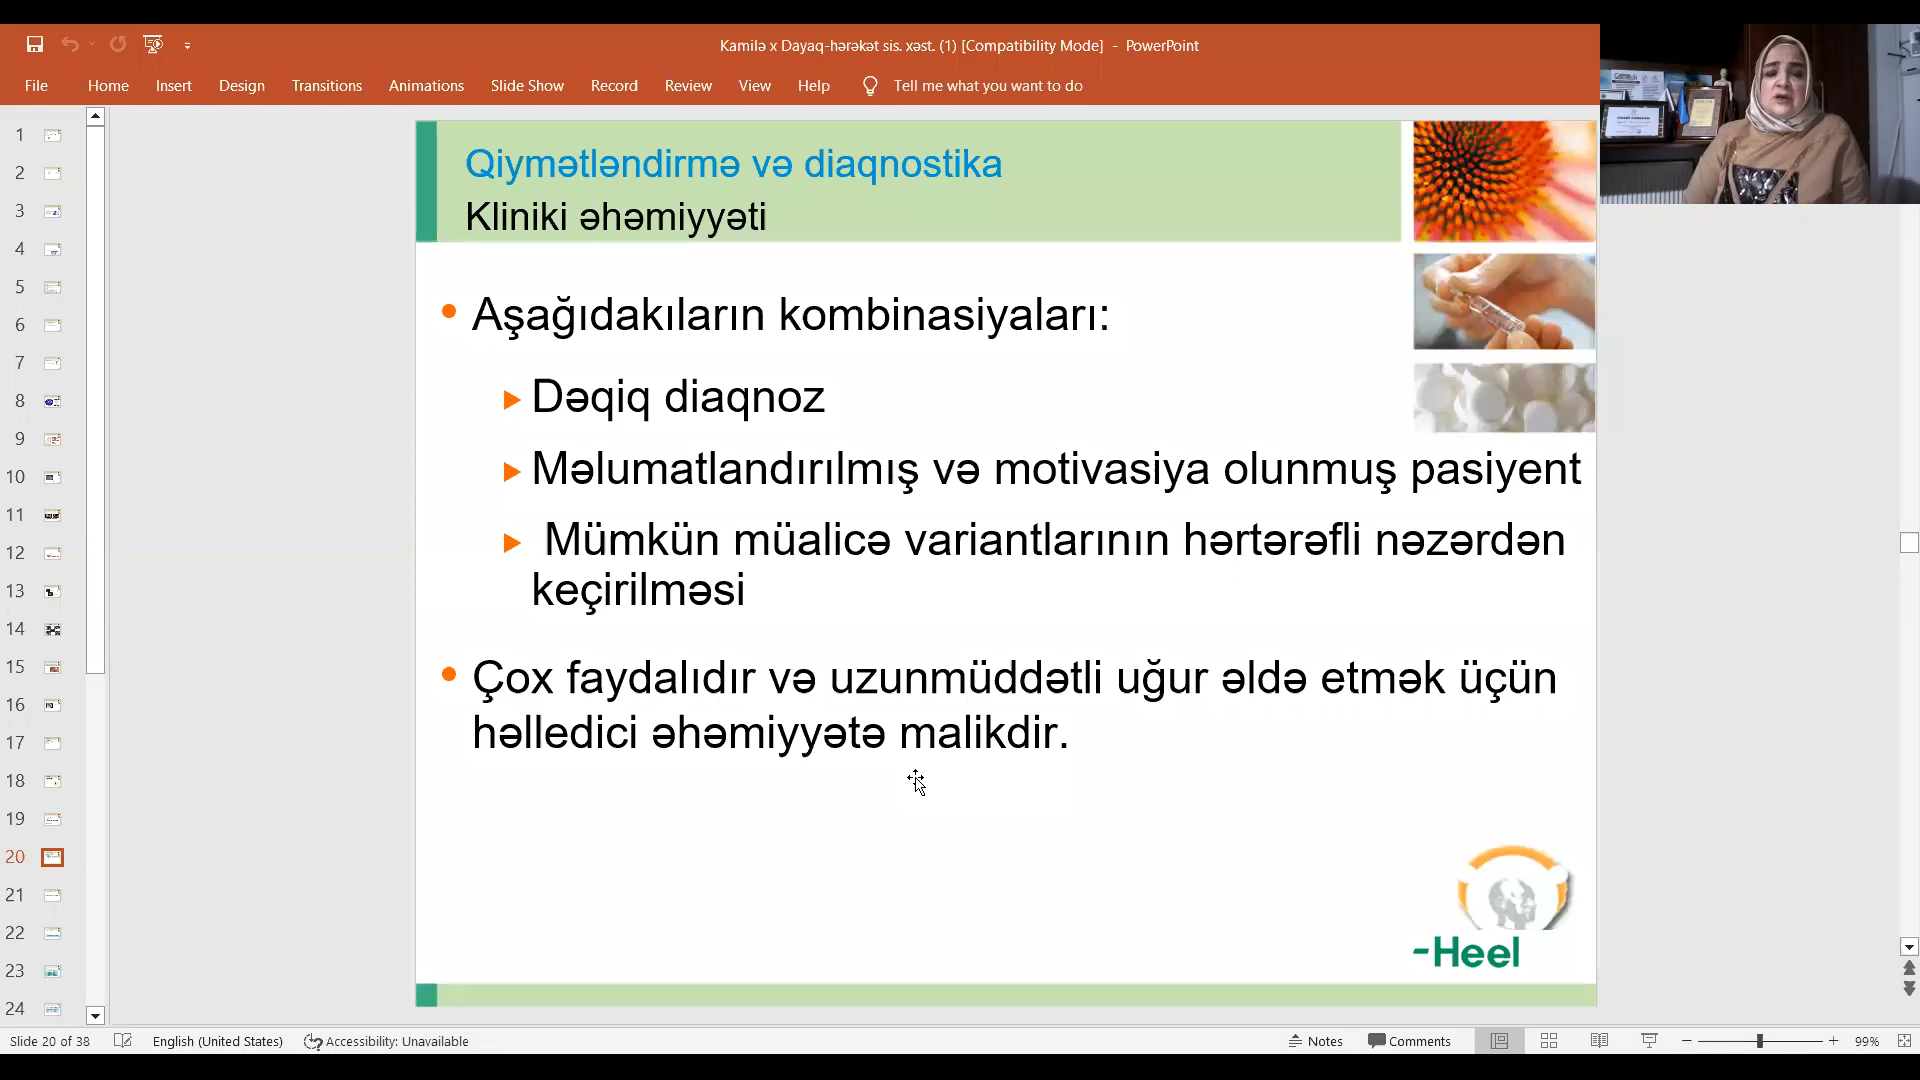 Kamilə x Dayaq-hərəkət sis. xəst. (1) [Compatibility Mode] - PowerPoint
File Home Insert Design Transitions Animations Slide Show Record Review View Help Tell me what you want to do
1
2
3
4
5
6
7
8
9
10
11
12
13
14
15
16
17
18
19
20
21
22
23
24
Qiymətləndirmə və diaqnostika
Kliniki əhəmiyyəti
Aşağıdakıların kombinasiyaları:
Dəqiq diaqnoz
Məlumatlandırılmış və motivasiya olunmuş pasiyent
Mümkün müalicə variantlarının hərtərəfli nəzərdən
keçirilməsi
Çox faydalıdır və uzunmüddətli uğur əldə etmək üçün
həlledici əhəmiyyətə malikdir.
-Heel
Slide 20 of 38 English (United States) Accessibility: Unavailable Notes Comments 99%